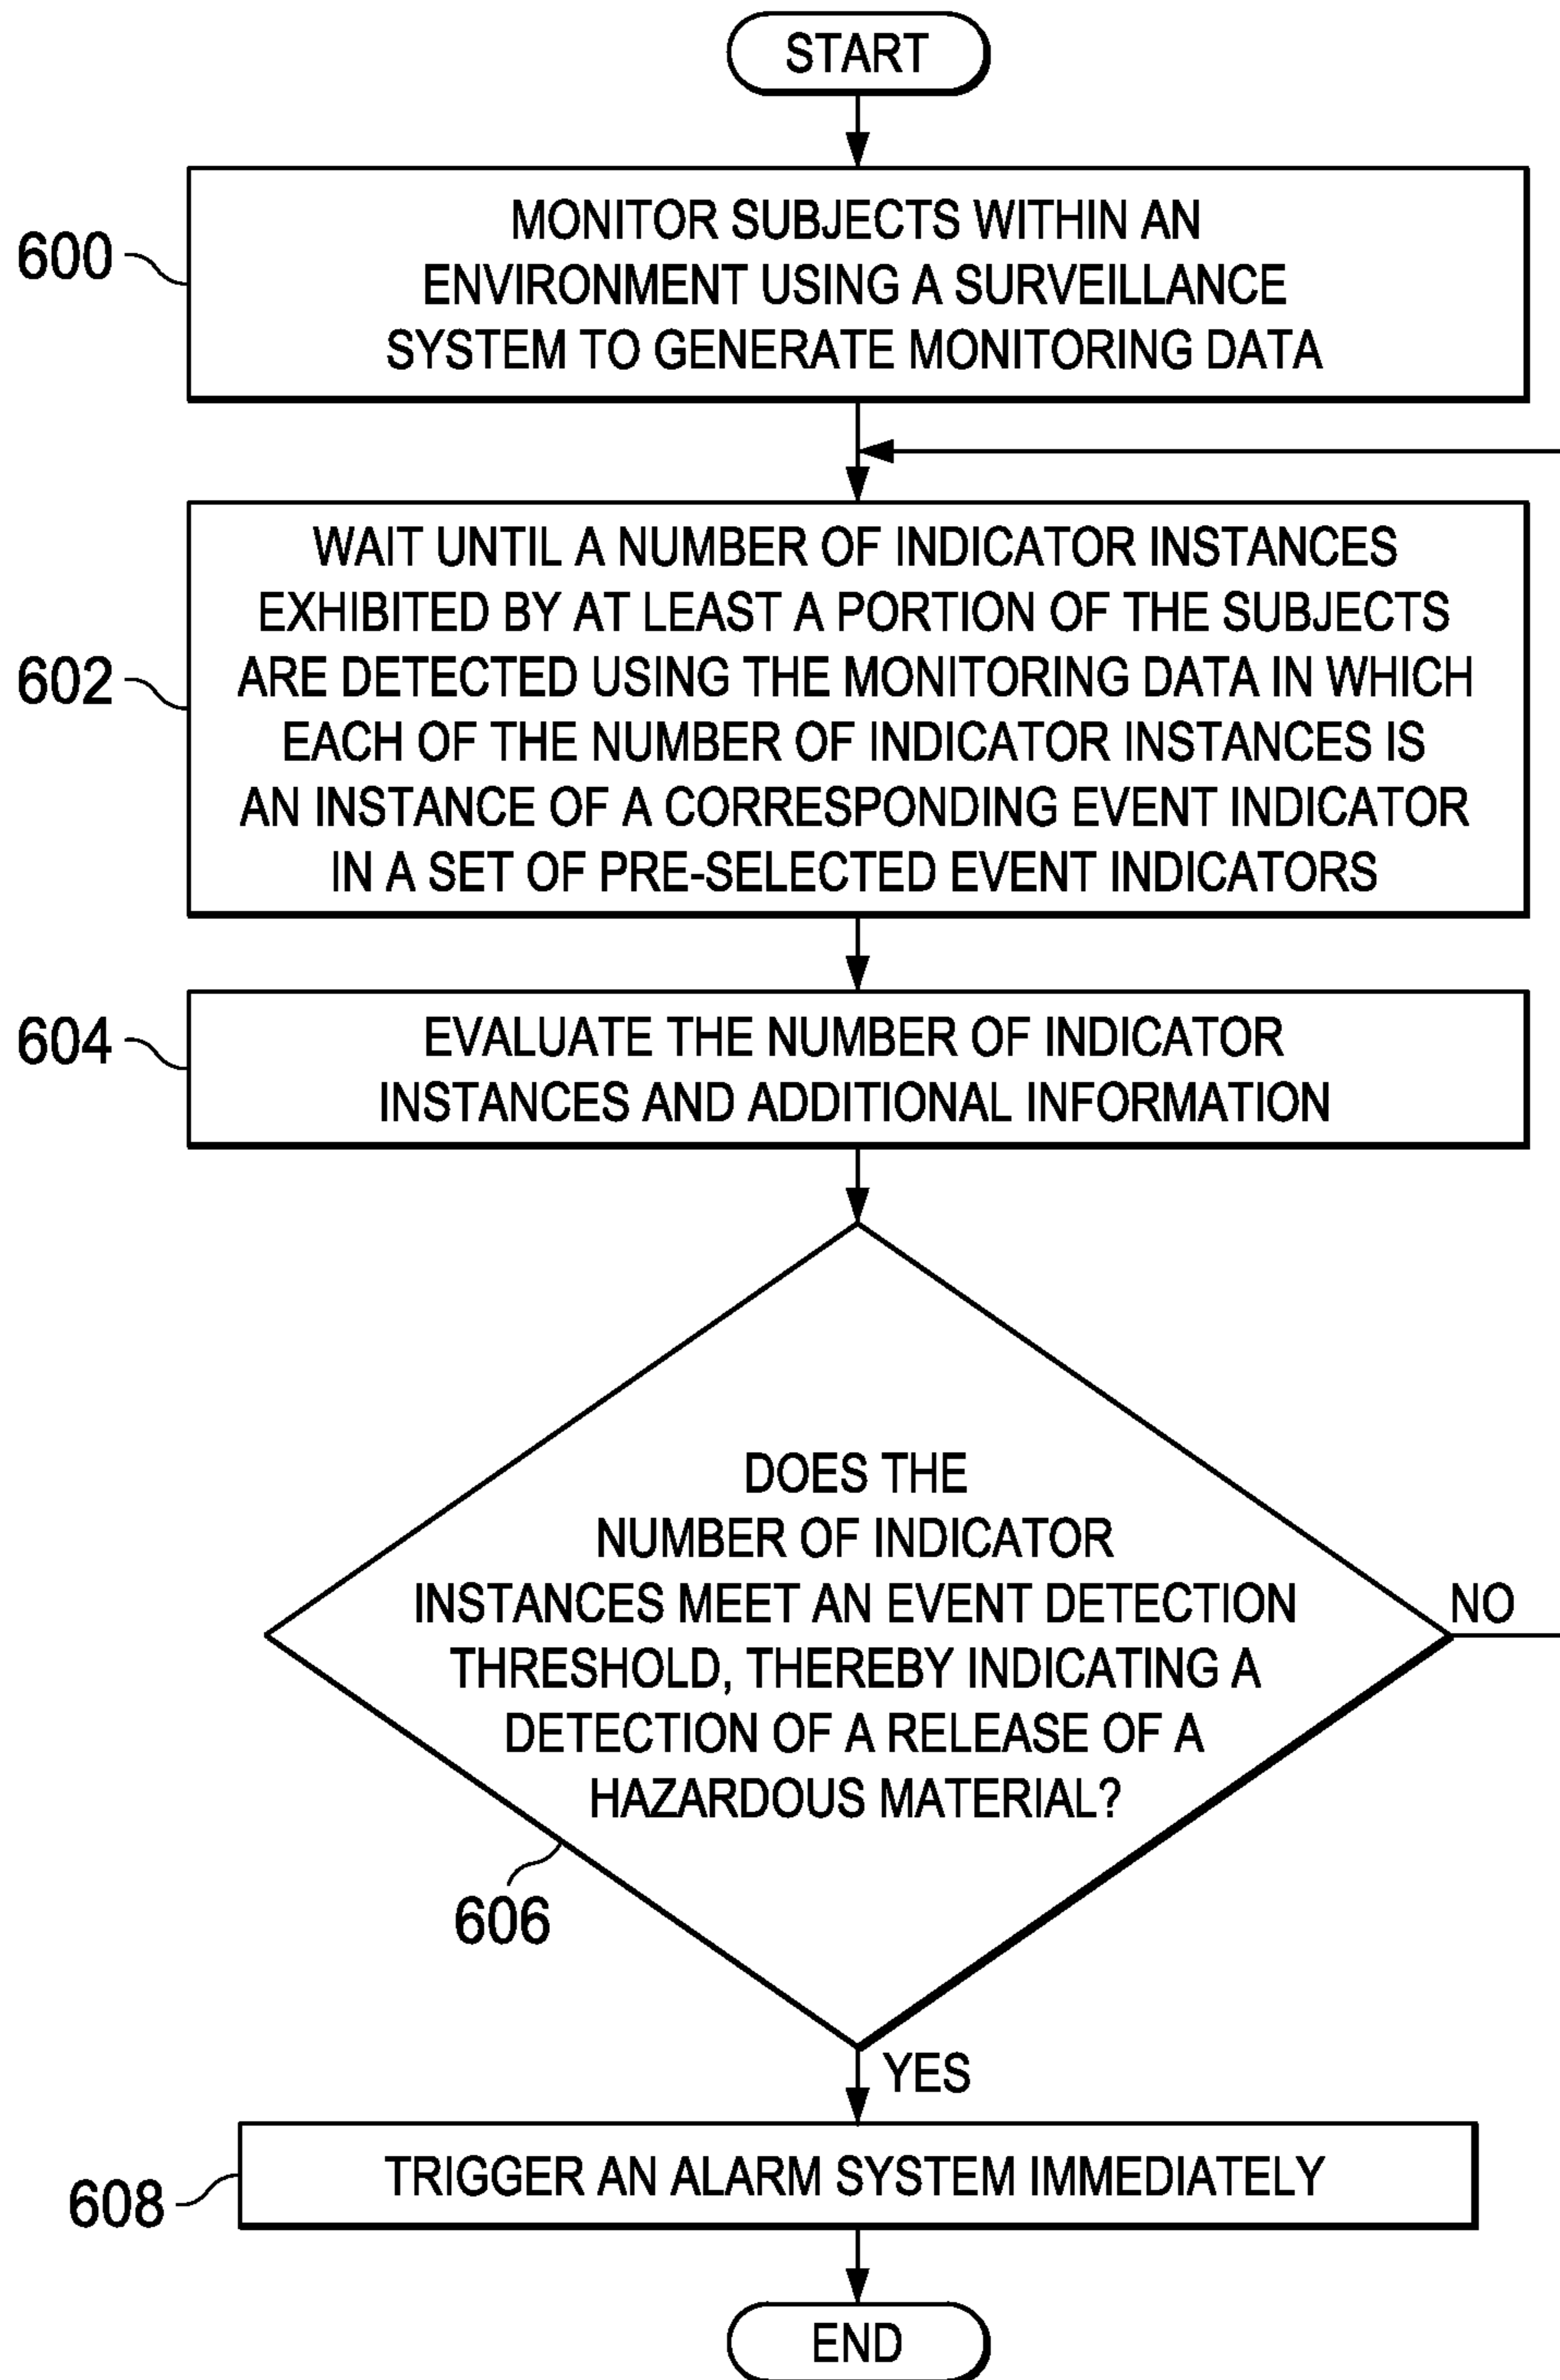 START
600
MONITOR SUBJECTS WITHIN AN
ENVIRONMENT USING A SURVEILLANCE
SYSTEM TO GENERATE MONITORING DATA
602
WAIT UNTIL A NUMBER OF INDICATOR INSTANCES
EXHIBITED BY AT LEAST A PORTION OF THE SUBJECTS
ARE DETECTED USING THE MONITORING DATA IN WHICH
EACH OF THE NUMBER OF INDICATOR INSTANCES IS
AN INSTANCE OF A CORRESPONDING EVENT INDICATOR
IN A SET OF PRE-SELECTED EVENT INDICATORS
604
EVALUATE THE NUMBER OF INDICATOR
INSTANCES AND ADDITIONAL INFORMATION
DOES THE
NUMBER OF INDICATOR
INSTANCES MEET AN EVENT DETECTION
THRESHOLD, THEREBY INDICATING A
DETECTION OF A RELEASE OF A
HAZARDOUS MATERIAL?
NO
606
YES
608
TRIGGER AN ALARM SYSTEM IMMEDIATELY
END